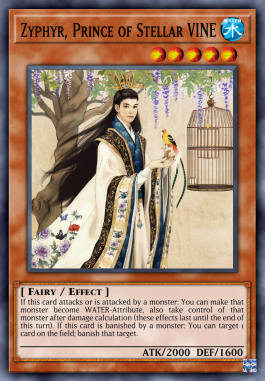 ZYPHYR, PRINCE OF STELLAR VINE
WATER
水
[ FAIRY / EFFECT ]
If this card attacks or is attacked by a monster: You can make that
monster become WATER-Attribute, also take control of that
monster after damage calculation (these effects last until the end of
this turn). If this card is banished by a monster: You can target 1
card on the field; banish that target.
ATK/2000 DEF/1600